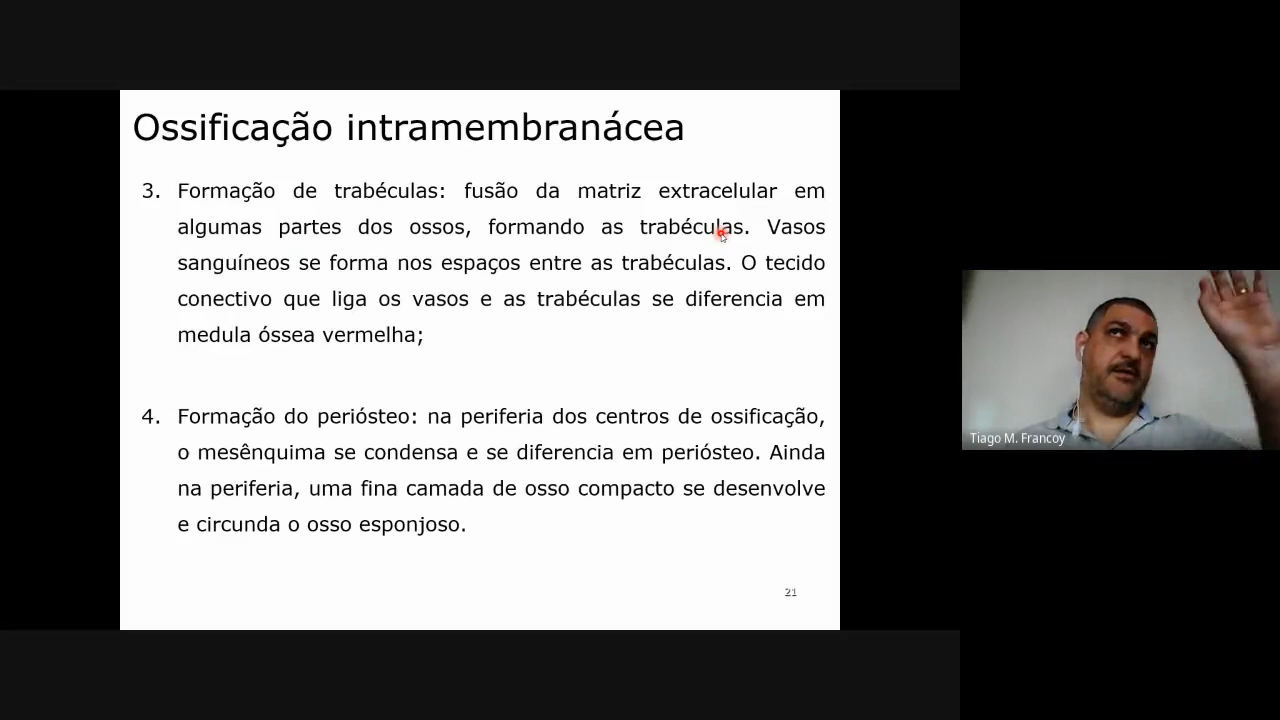 Ossificação intramembranácea
3. Formação de trabéculas: fusão da matriz extracelular em
algumas partes dos ossos, formando as trabéculas. Vasos
sanguíneos se forma nos espaços entre as trabéculas. O tecido
conectivo que liga os vasos e as trabéculas se diferencia em
medula óssea vermelha;
4. Formação do periósteo: na periferia dos centros de ossificação,
o mesênquima se condensa e se diferencia em periósteo. Ainda
na periferia, uma fina camada de osso compacto se desenvolve
e circunda o osso esponjoso.
21
Tiago M. Francoy